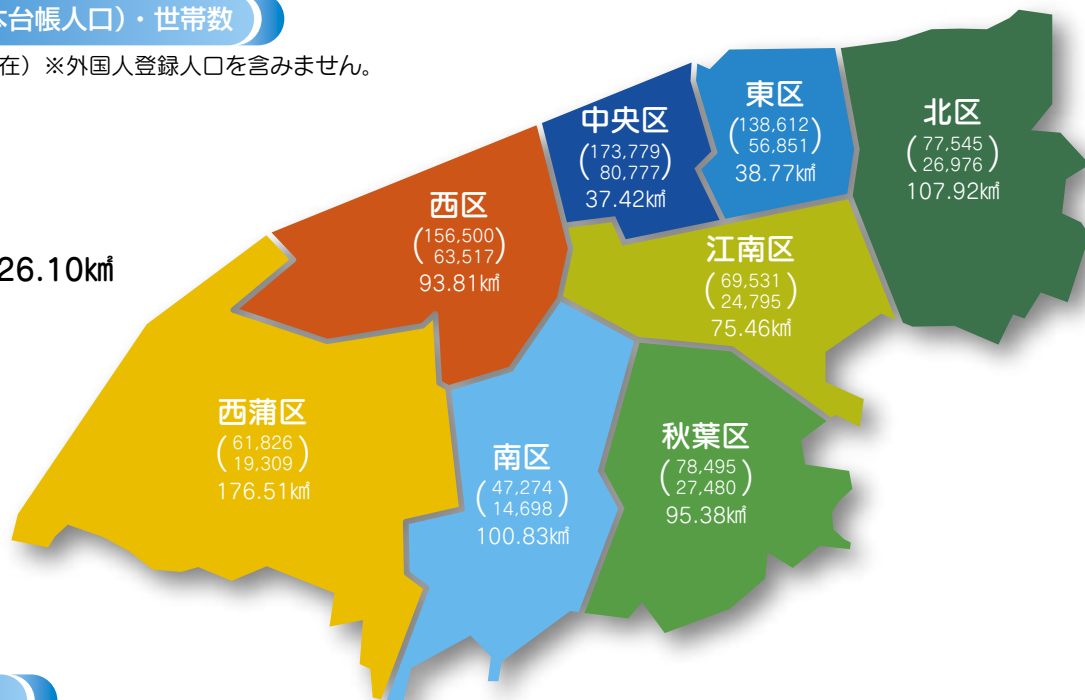 本台帳人口)・世帯数
在)※外国人登録人口を含みません。
26.10㎢
中央区
(173,779
80,777)
37.42㎢
東区
(138,612
56,851)
38.77㎢
北区
(77,545
26,976)
107.92㎢
西区
(156,500
63,517)
93.81㎢
江南区
(69,531
24,795)
75.46㎢
西蒲区
(61,826
19,309)
176.51㎢
南区
(47,274
14,698)
100.83㎢
秋葉区
(78,495
27,480)
95.38㎢